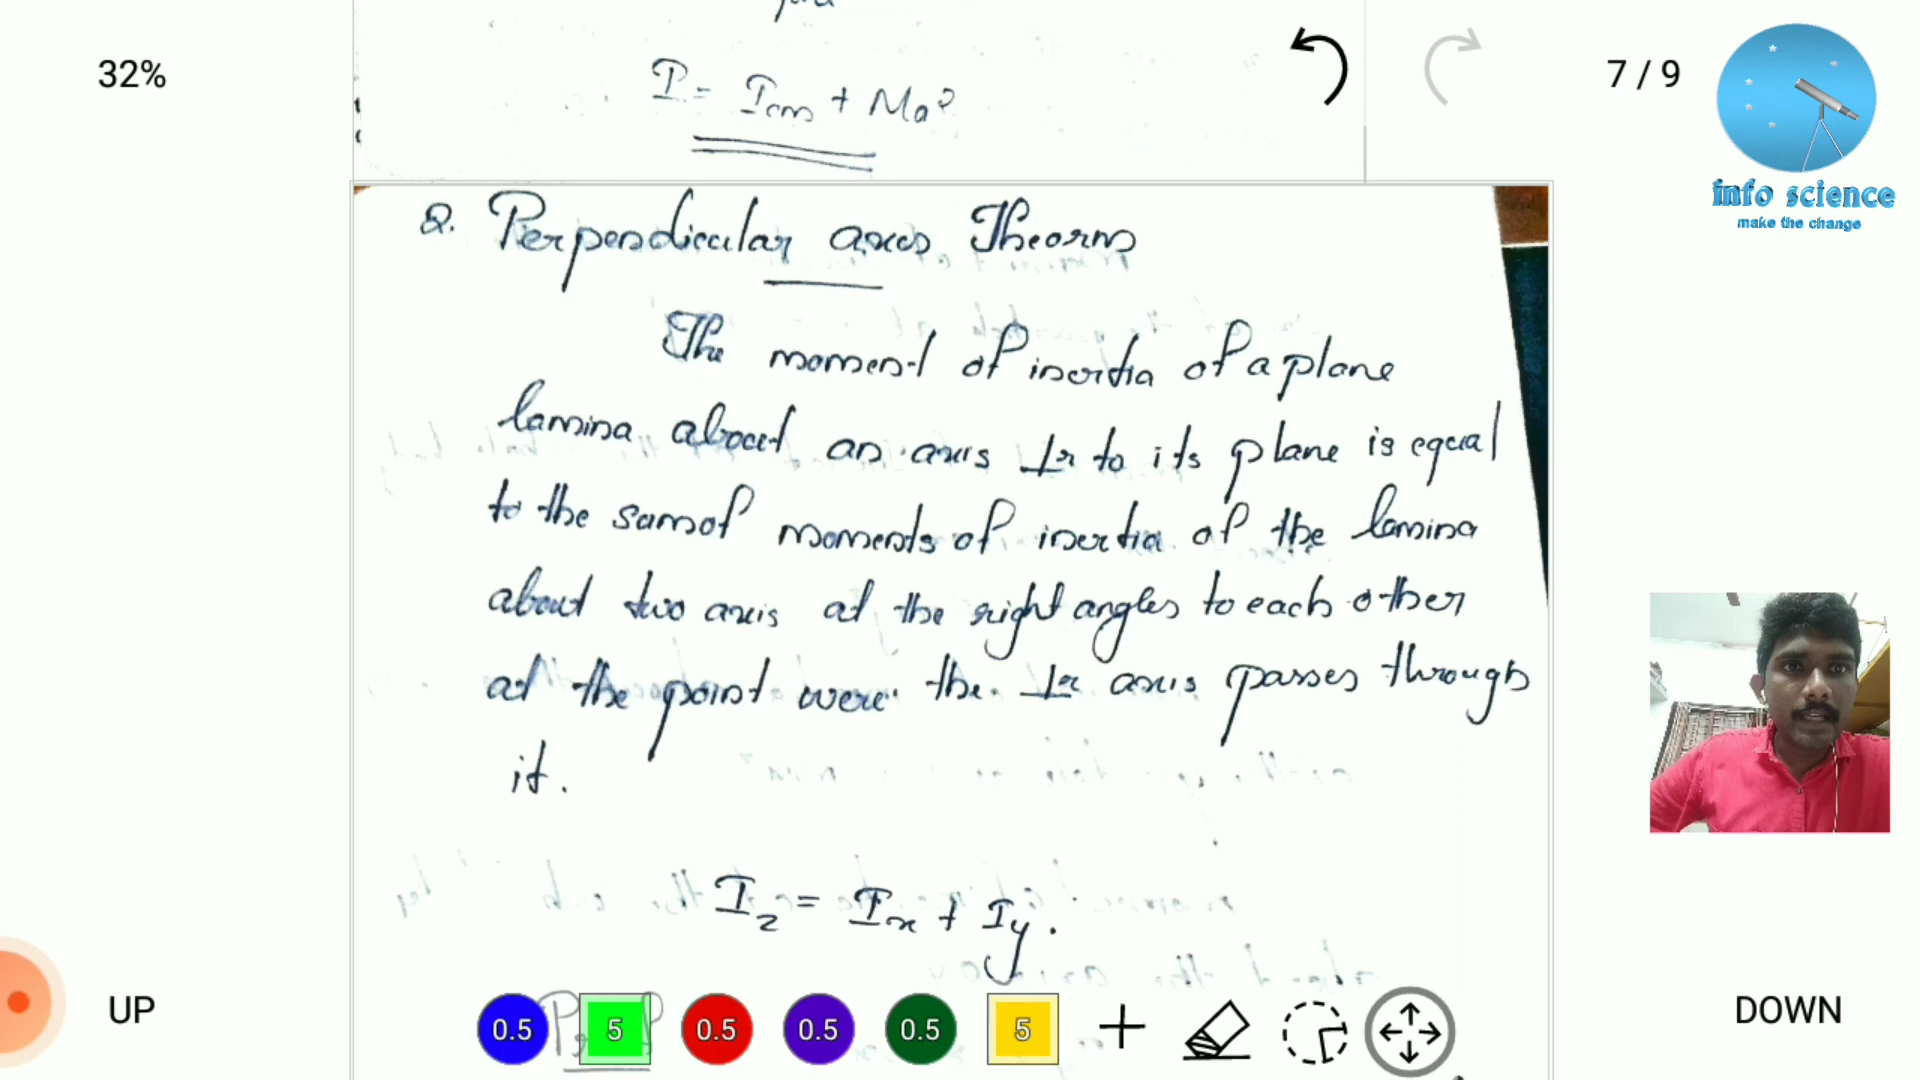 32%
7 / 9
I = Icm + Ma²
info science
make the change
2. Perpendicular axes Theorm
The moment of inertia of a plane
lamina about an axis ⊥r to its plane is equal
to the sum of moments of inertia of the lamina
about two axis at the right angles to each other
at the point were the ⊥r axis passes through
it.
Iz = Ix + Iy.
UP
0.5
5
0.5
0.5
0.5
5
DOWN